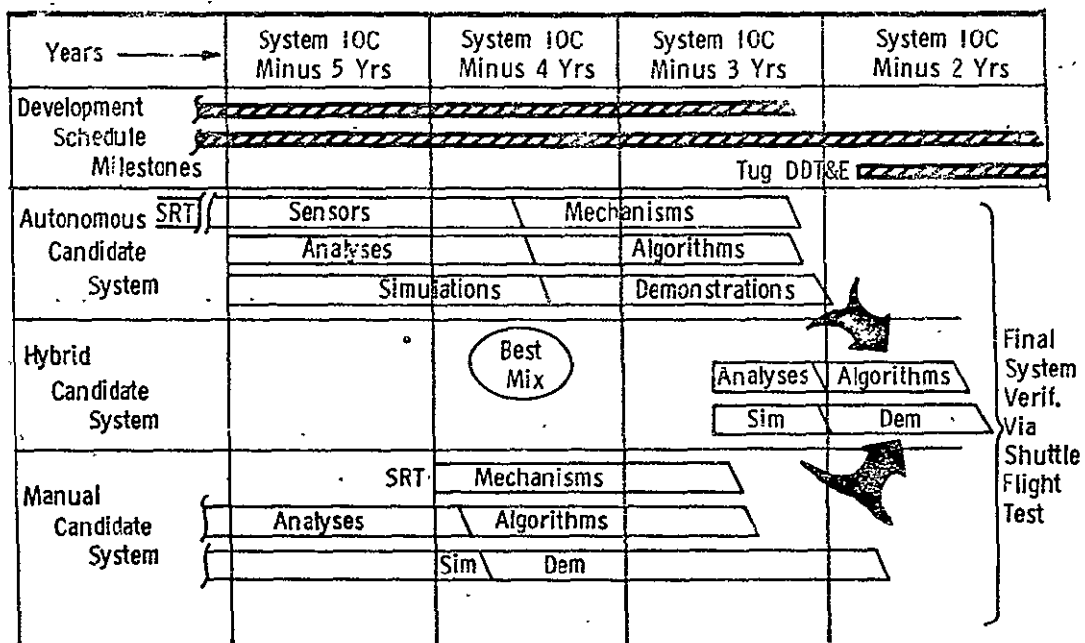 Years
System IOC
Minus 5 Yrs
System IOC
Minus 4 Yrs
System IOC
Minus 3 Yrs
System IOC
Minus 2 Yrs
Development
Schedule
Milestones
Tug DDT&E
Autonomous
Candidate
System
SRT
Sensors
Mechanisms
Analyses
Algorithms
Simulations
Demonstrations
Hybrid
Candidate
System
Best
Mix
Analyses
Algorithms
Sim
Dem
Manual
Candidate
System
SRT
Mechanisms
Analyses
Algorithms
Sim
Dem
Final
System
Verif.
Via
Shuttle
Flight
Test